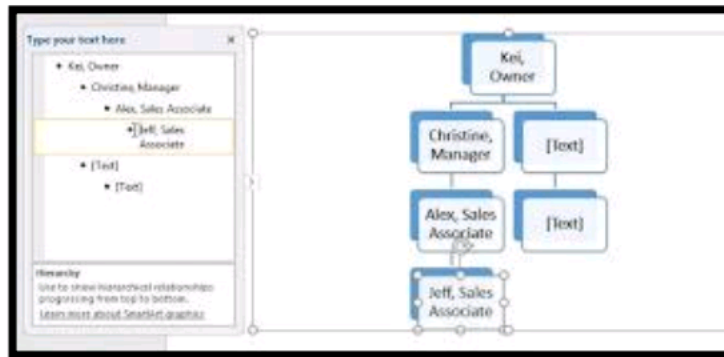 Type your text here
Kei, Owner
Christine, Manager
Alex, Sales Associate
Jeff, Sales
Associate
[Text]
[Text]
Hierarchy
Use to show hierarchical relationships
progressing from top to bottom.
Learn more about SmartArt graphics
Kei,
Owner
Christine,
Manager
[Text]
Alex, Sales
Associate
[Text]
Jeff, Sales
Associate